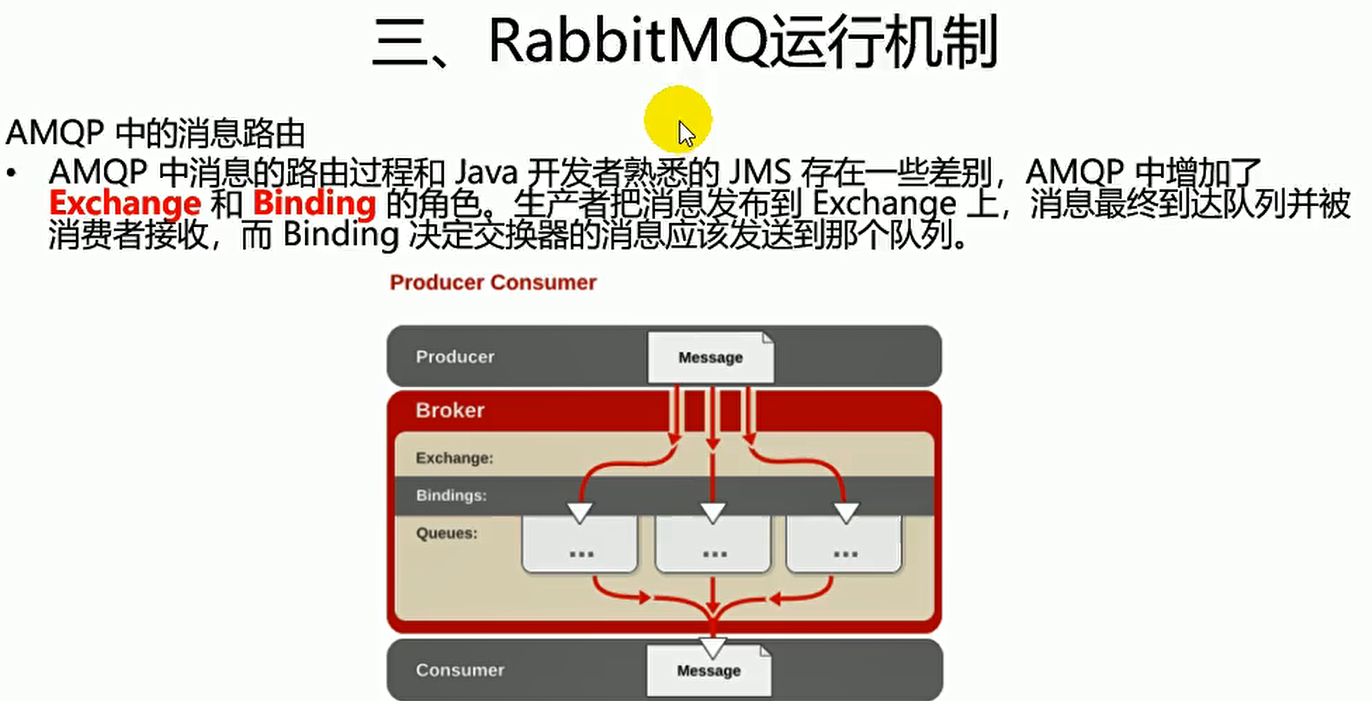 三、RabbitMQ运行机制
AMQP 中的消息路由
• AMQP 中消息的路由过程和 Java 开发者熟悉的 JMS 存在一些差别，AMQP 中增加了
Exchange 和 Binding 的角色。生产者把消息发布到 Exchange 上，消息最终到达队列并被
消费者接收，而 Binding 决定交换器的消息应该发送到那个队列。
Producer Consumer
Producer
Message
Broker
Exchange:
Bindings:
Queues:
... ... ...
Consumer
Message